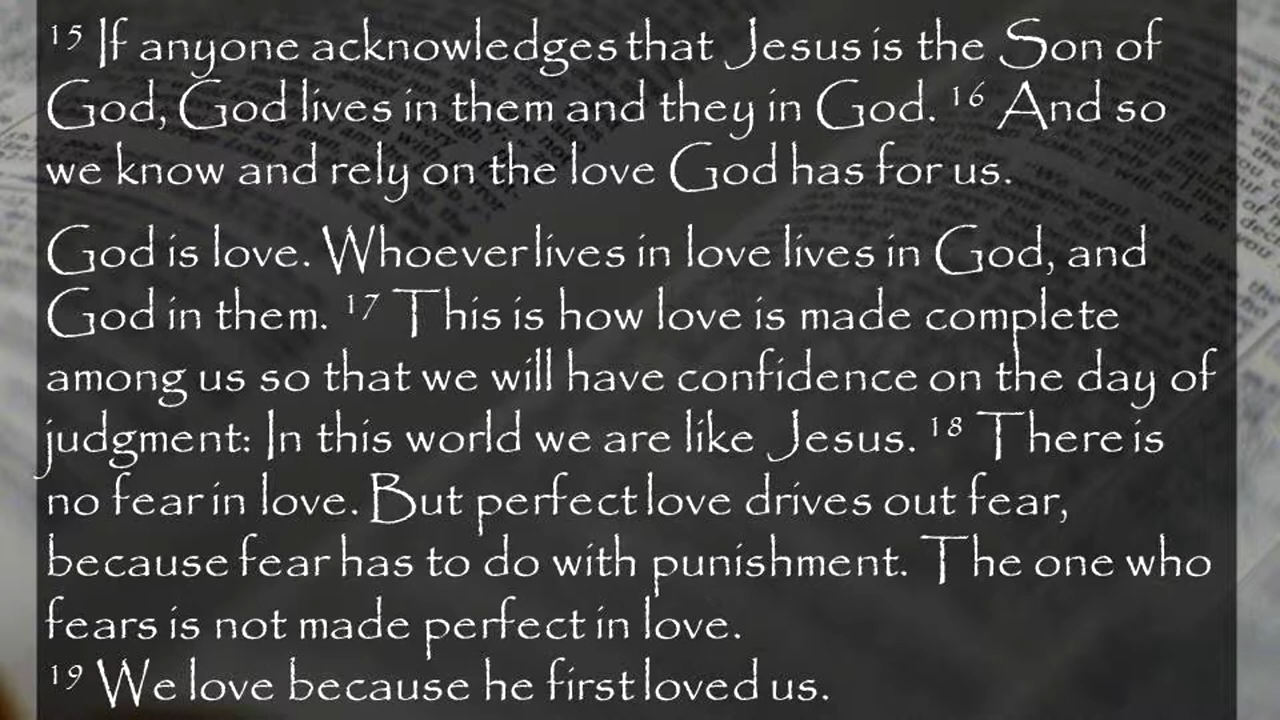 15 If anyone acknowledges that Jesus is the Son of
God, God lives in them and they in God. 16 And so
we know and rely on the love God has for us.
God is love. Whoever lives in love lives in God, and
God in them. 17 This is how love is made complete
among us so that we will have confidence on the day of
judgment: In this world we are like Jesus. 18 There is
no fear in love. But perfect love drives out fear,
because fear has to do with punishment. The one who
fears is not made perfect in love.
19 We love because he first loved us.